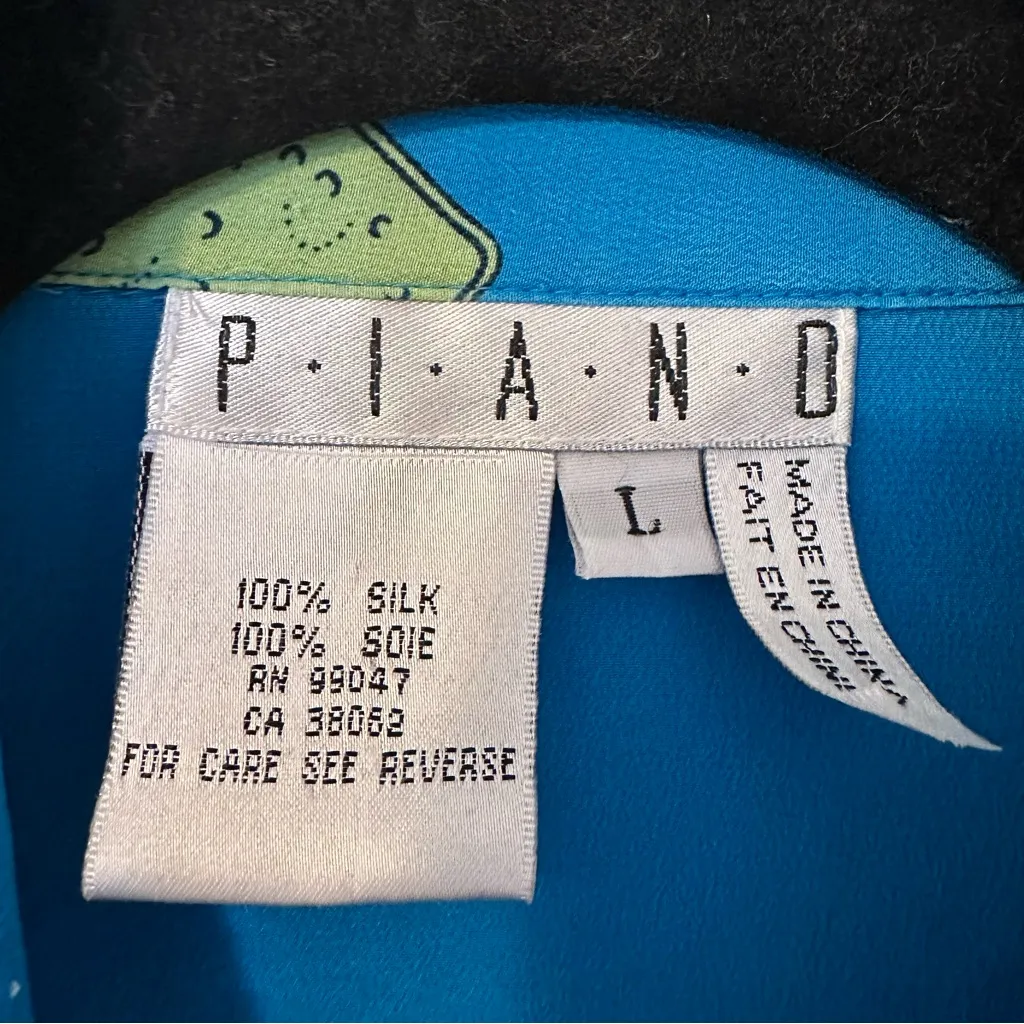 P·I·A·N·O
100% SILK
100% SOIE
RN 99047
CA 38062
FOR CARE SEE REVERSE
L
MADE IN CHINA
FAIT EN CHINE